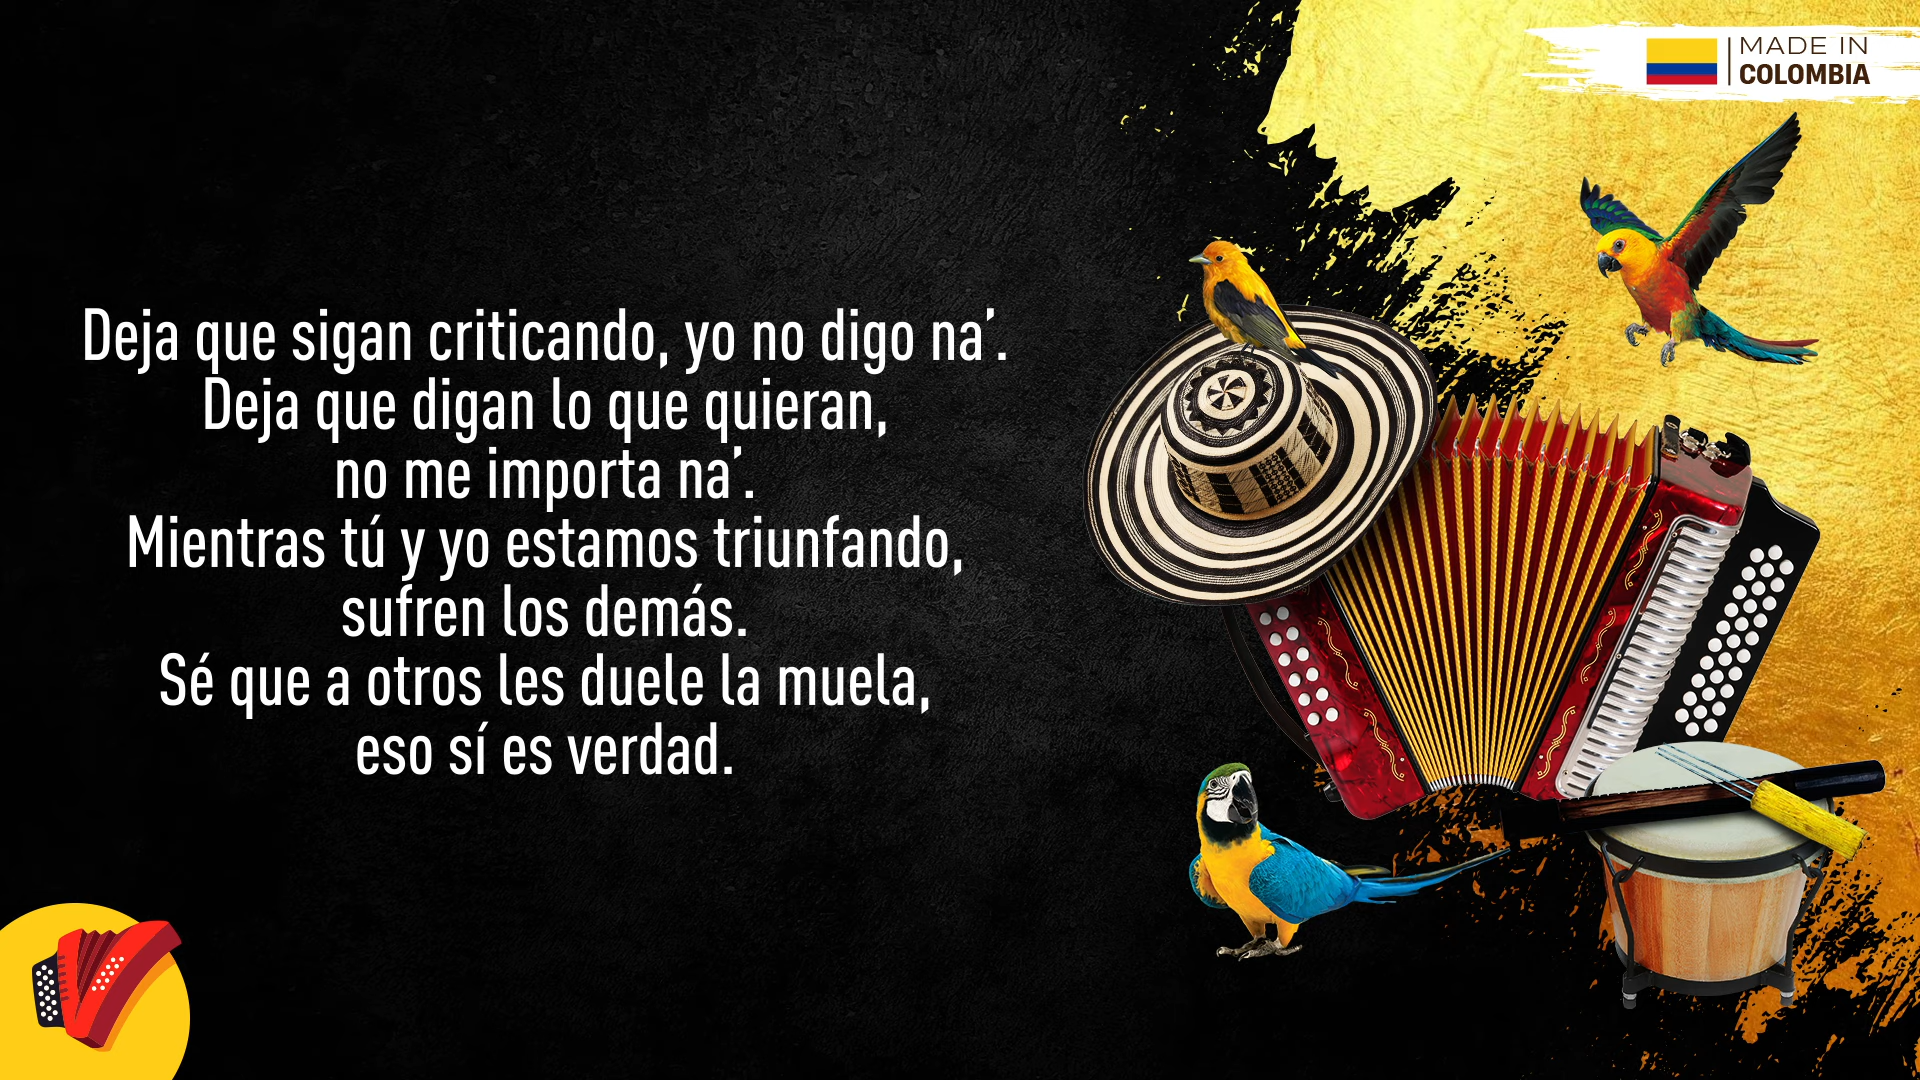 MADE IN
COLOMBIA
Deja que sigan criticando, yo no digo na’.
Deja que digan lo que quieran,
no me importa na’.
Mientras tú y yo estamos triunfando,
sufren los demás.
Sé que a otros les duele la muela,
eso sí es verdad.